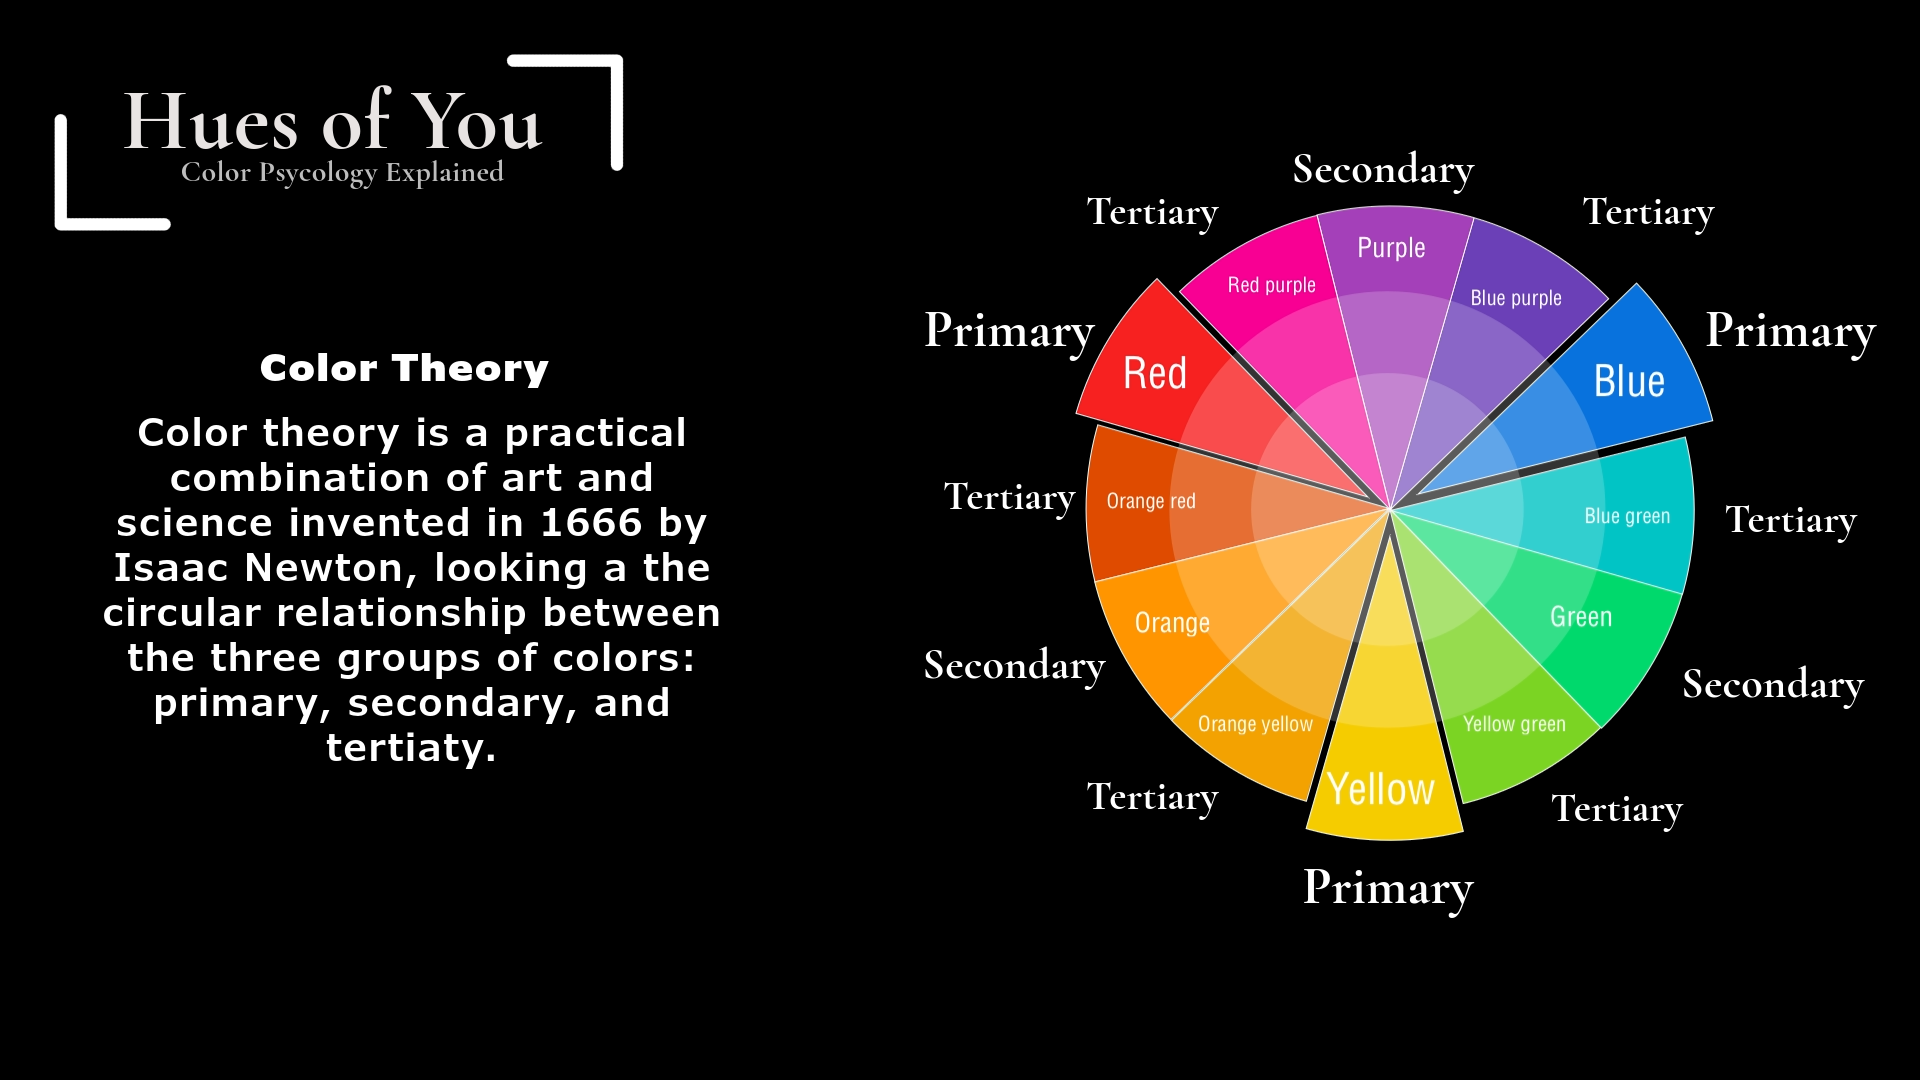 Hues of You
Color Psycology Explained
Color Theory
Color theory is a practical
combination of art and
science invented in 1666 by
Isaac Newton, looking a the
circular relationship between
the three groups of colors:
primary, secondary, and
tertiaty.
Secondary
Tertiary
Tertiary
Purple
Red purple
Blue purple
Primary
Primary
Red
Blue
Tertiary
Orange red
Blue green
Tertiary
Orange
Green
Secondary
Secondary
Orange yellow
Yellow green
Yellow
Tertiary
Tertiary
Primary